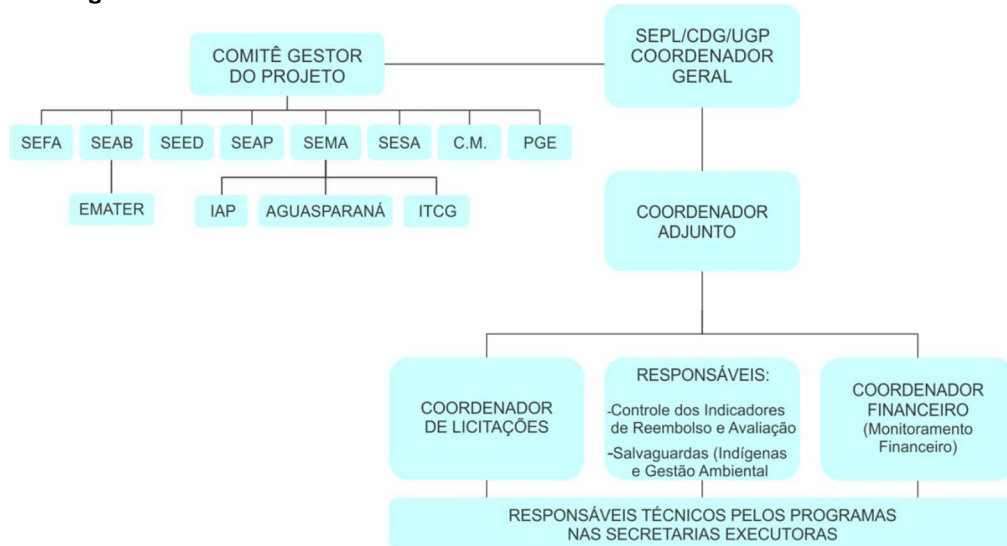 SEPL/CDG/UGP
COORDENADOR
GERAL
COMITÊ GESTOR
DO PROJETO
SEFA
SEAB
SEED
SEAP
SEMA
SESA
C.M.
PGE
EMATER
IAP
AGUASPARANÁ
ITCG
COORDENADOR
ADJUNTO
COORDENADOR
DE LICITAÇÕES
RESPONSÁVEIS:
-Controle dos Indicadores
de Reembolso e Avaliação
-Salvaguardas (Indígenas
e Gestão Ambiental
COORDENADOR
FINANCEIRO
(Monitoramento
Financeiro)
RESPONSÁVEIS TÉCNICOS PELOS PROGRAMAS
NAS SECRETARIAS EXECUTORAS